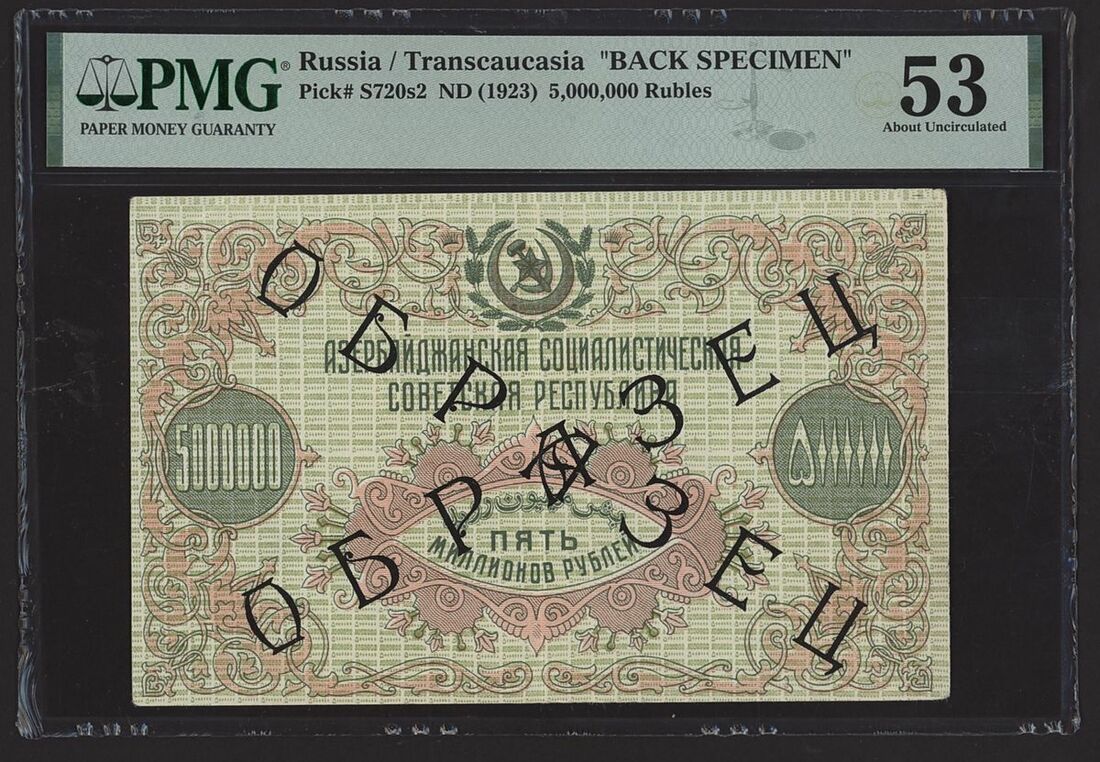 PMG®
PAPER MONEY GUARANTY
Russia / Transcaucasia "BACK SPECIMEN"
Pick# S720s2 ND (1923) 5,000,000 Rubles
53
About Uncirculated
АЗЕРБАЙДЖАНСКАЯ СОЦИАЛИСТИЧЕСКАЯ
СОВЕТСКАЯ РЕСПУБЛИКА
5000000
۵۰۰۰۰۰۰
ПЯТЬ
МИЛЛИОНОВ РУБЛЕЙ
ОБРАЗЕЦ
ОБРАЗЕЦ